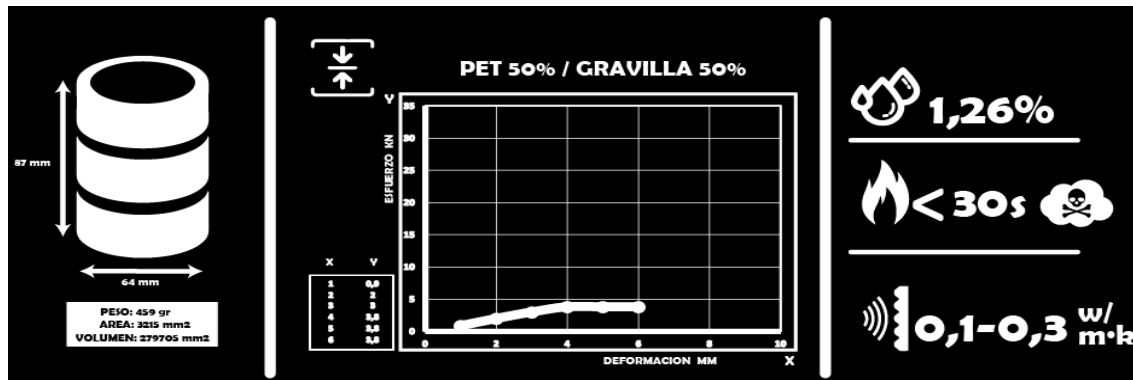 87 mm
64 mm
PESO: 459 gr
AREA: 3215 mm2
VOLUMEN: 279705 mm2
PET 50% / GRAVILLA 50%
Y
ESFUERZO KN
35
30
25
20
15
10
5
0
0 2 4 6 8 10
DEFORMACION MM X
X Y
1 0,9
2 2
3 3
4 3,8
5 3,8
6 3,8
1,26%
< 30s
0,1-0,3 w/
m·k